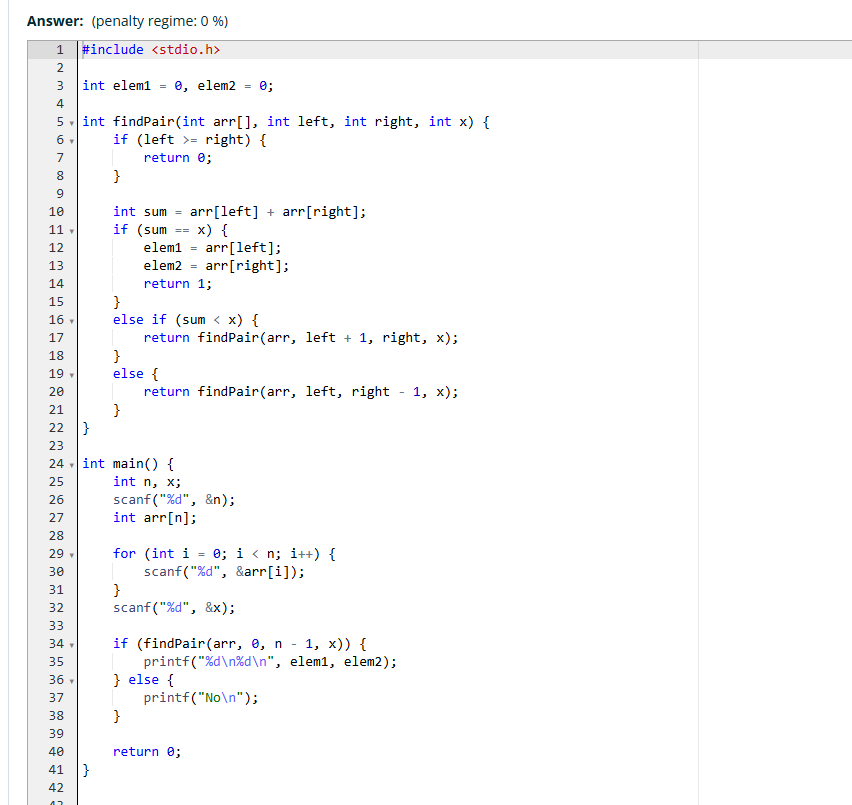 Answer: (penalty regime: 0 %)
1 #include <stdio.h>
2
3 int elem1 = 0, elem2 = 0;
4
5 int findPair(int arr[], int left, int right, int x) {
6     if (left >= right) {
7         return 0;
8     }
9
10     int sum = arr[left] + arr[right];
11     if (sum == x) {
12         elem1 = arr[left];
13         elem2 = arr[right];
14         return 1;
15     }
16     else if (sum < x) {
17         return findPair(arr, left + 1, right, x);
18     }
19     else {
20         return findPair(arr, left, right - 1, x);
21     }
22 }
23
24 int main() {
25     int n, x;
26     scanf("%d", &n);
27     int arr[n];
28
29     for (int i = 0; i < n; i++) {
30         scanf("%d", &arr[i]);
31     }
32     scanf("%d", &x);
33
34     if (findPair(arr, 0, n - 1, x)) {
35         printf("%d\n%d\n", elem1, elem2);
36     } else {
37         printf("No\n");
38     }
39
40     return 0;
41 }
42